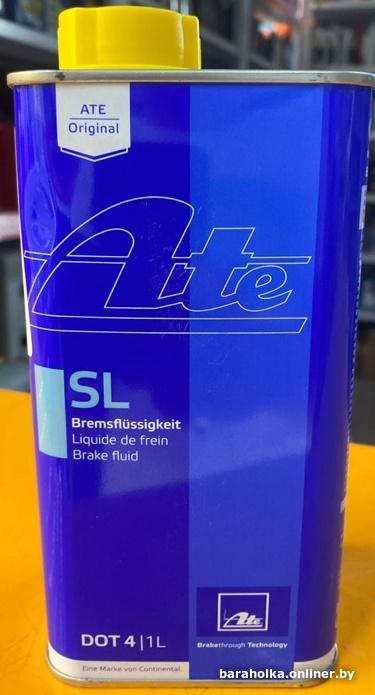 ATE
Original
Ate
SL
Bremsflüssigkeit
Liquide de frein
Brake fluid
Ate
Brakethrough Technology
DOT 4 | 1L
Eine Marke von Continental.
baraholka.onliner.by